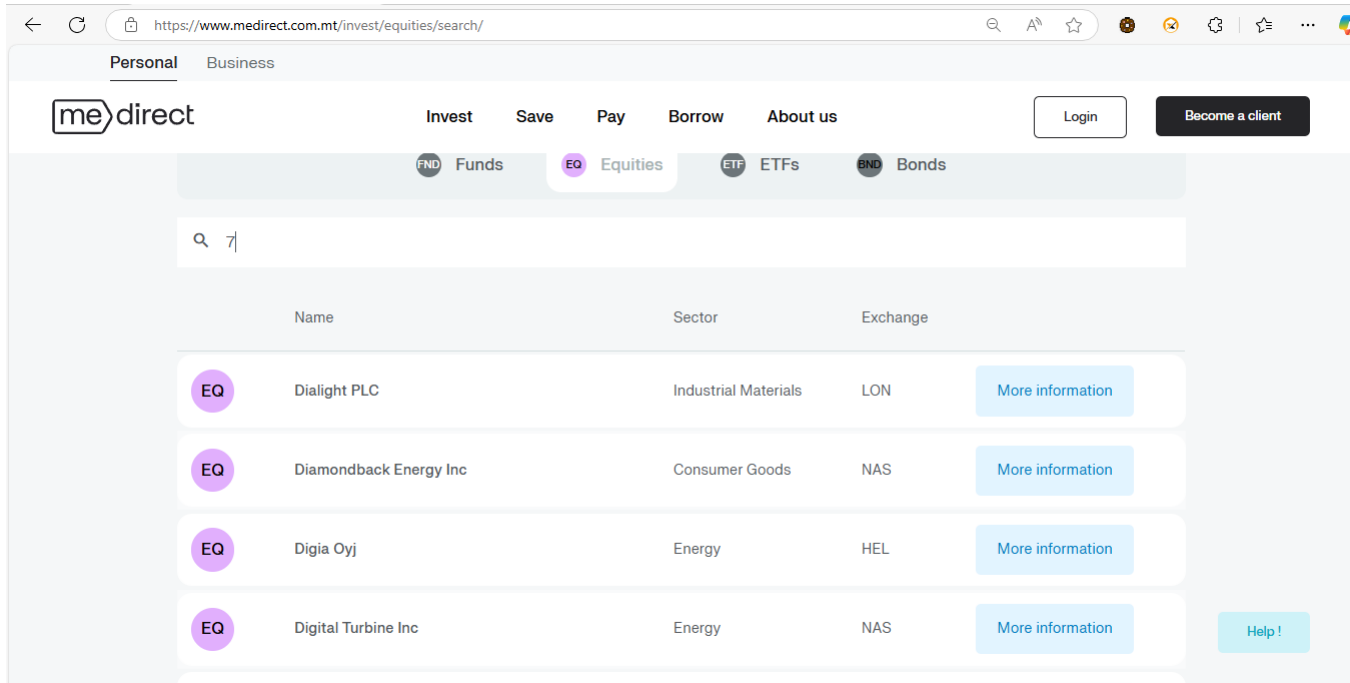 https://www.medirect.com.mt/invest/equities/search/
Personal Business
me direct Invest Save Pay Borrow About us Login Become a client
FND Funds EQ Equities ETF ETFs BND Bonds
7
Name Sector Exchange
EQ Dialight PLC Industrial Materials LON More information
EQ Diamondback Energy Inc Consumer Goods NAS More information
EQ Digia Oyj Energy HEL More information
EQ Digital Turbine Inc Energy NAS More information
Help !